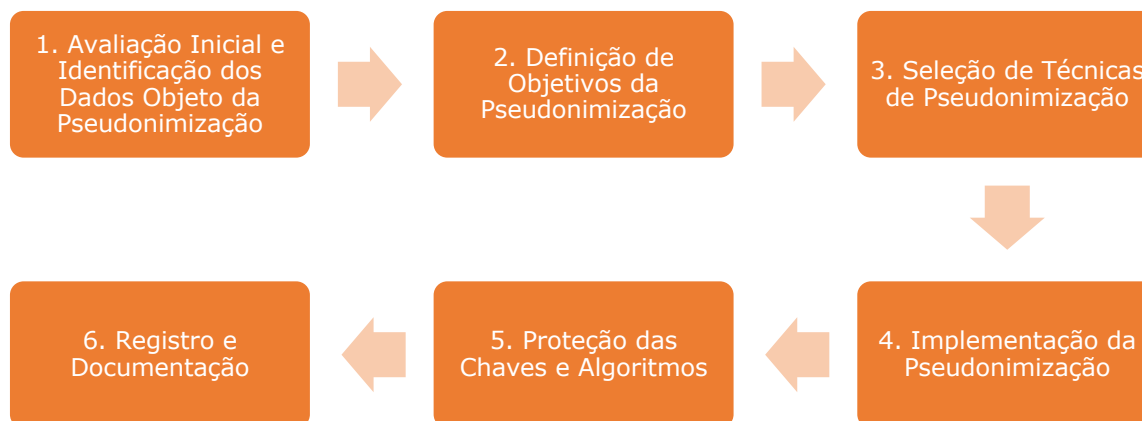 1. Avaliação Inicial e
Identificação dos
Dados Objeto da
Pseudonimização
2. Definição de
Objetivos da
Pseudonimização
3. Seleção de Técnicas
de Pseudonimização
4. Implementação da
Pseudonimização
5. Proteção das
Chaves e Algoritmos
6. Registro e
Documentação